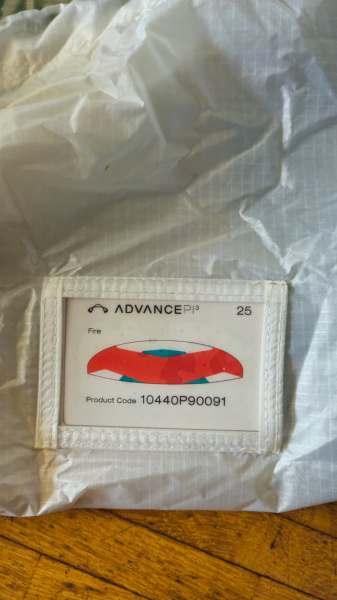 ADVANCE PI³ 25
Fire
Product Code 10440P90091